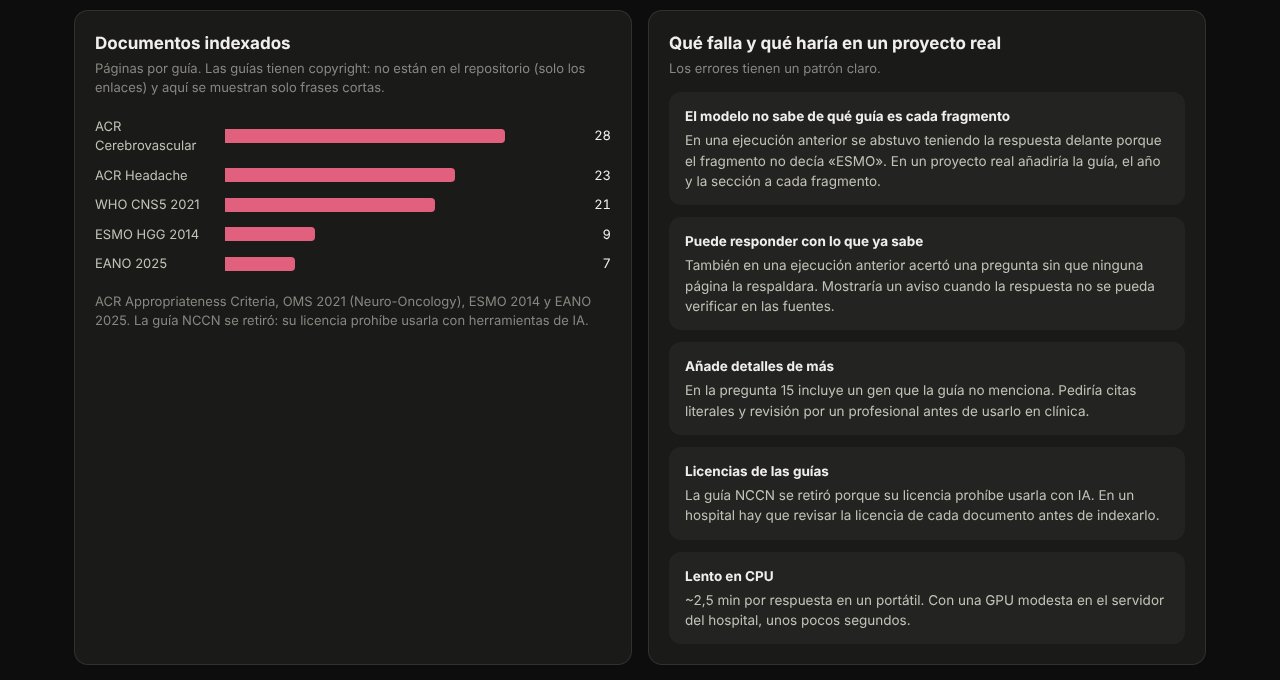 Documentos indexados
Páginas por guía. Las guías tienen copyright: no están en el repositorio (solo los
enlaces) y aquí se muestran solo frases cortas.
ACR
Cerebrovascular
28
ACR Headache
23
WHO CNS5 2021
21
ESMO HGG 2014
9
EANO 2025
7
ACR Appropriateness Criteria, OMS 2021 (Neuro-Oncology), ESMO 2014 y EANO
2025. La guía NCCN se retiró: su licencia prohíbe usarla con herramientas de IA.
Qué falla y qué haría en un proyecto real
Los errores tienen un patrón claro.
El modelo no sabe de qué guía es cada fragmento
En una ejecución anterior se abstuvo teniendo la respuesta delante porque
el fragmento no decía «ESMO». En un proyecto real añadiría la guía, el año
y la sección a cada fragmento.
Puede responder con lo que ya sabe
También en una ejecución anterior acertó una pregunta sin que ninguna
página la respaldara. Mostraría un aviso cuando la respuesta no se pueda
verificar en las fuentes.
Añade detalles de más
En la pregunta 15 incluye un gen que la guía no menciona. Pediría citas
literales y revisión por un profesional antes de usarlo en clínica.
Licencias de las guías
La guía NCCN se retiró porque su licencia prohíbe usarla con IA. En un
hospital hay que revisar la licencia de cada documento antes de indexarlo.
Lento en CPU
~2,5 min por respuesta en un portátil. Con una GPU modesta en el servidor
del hospital, unos pocos segundos.